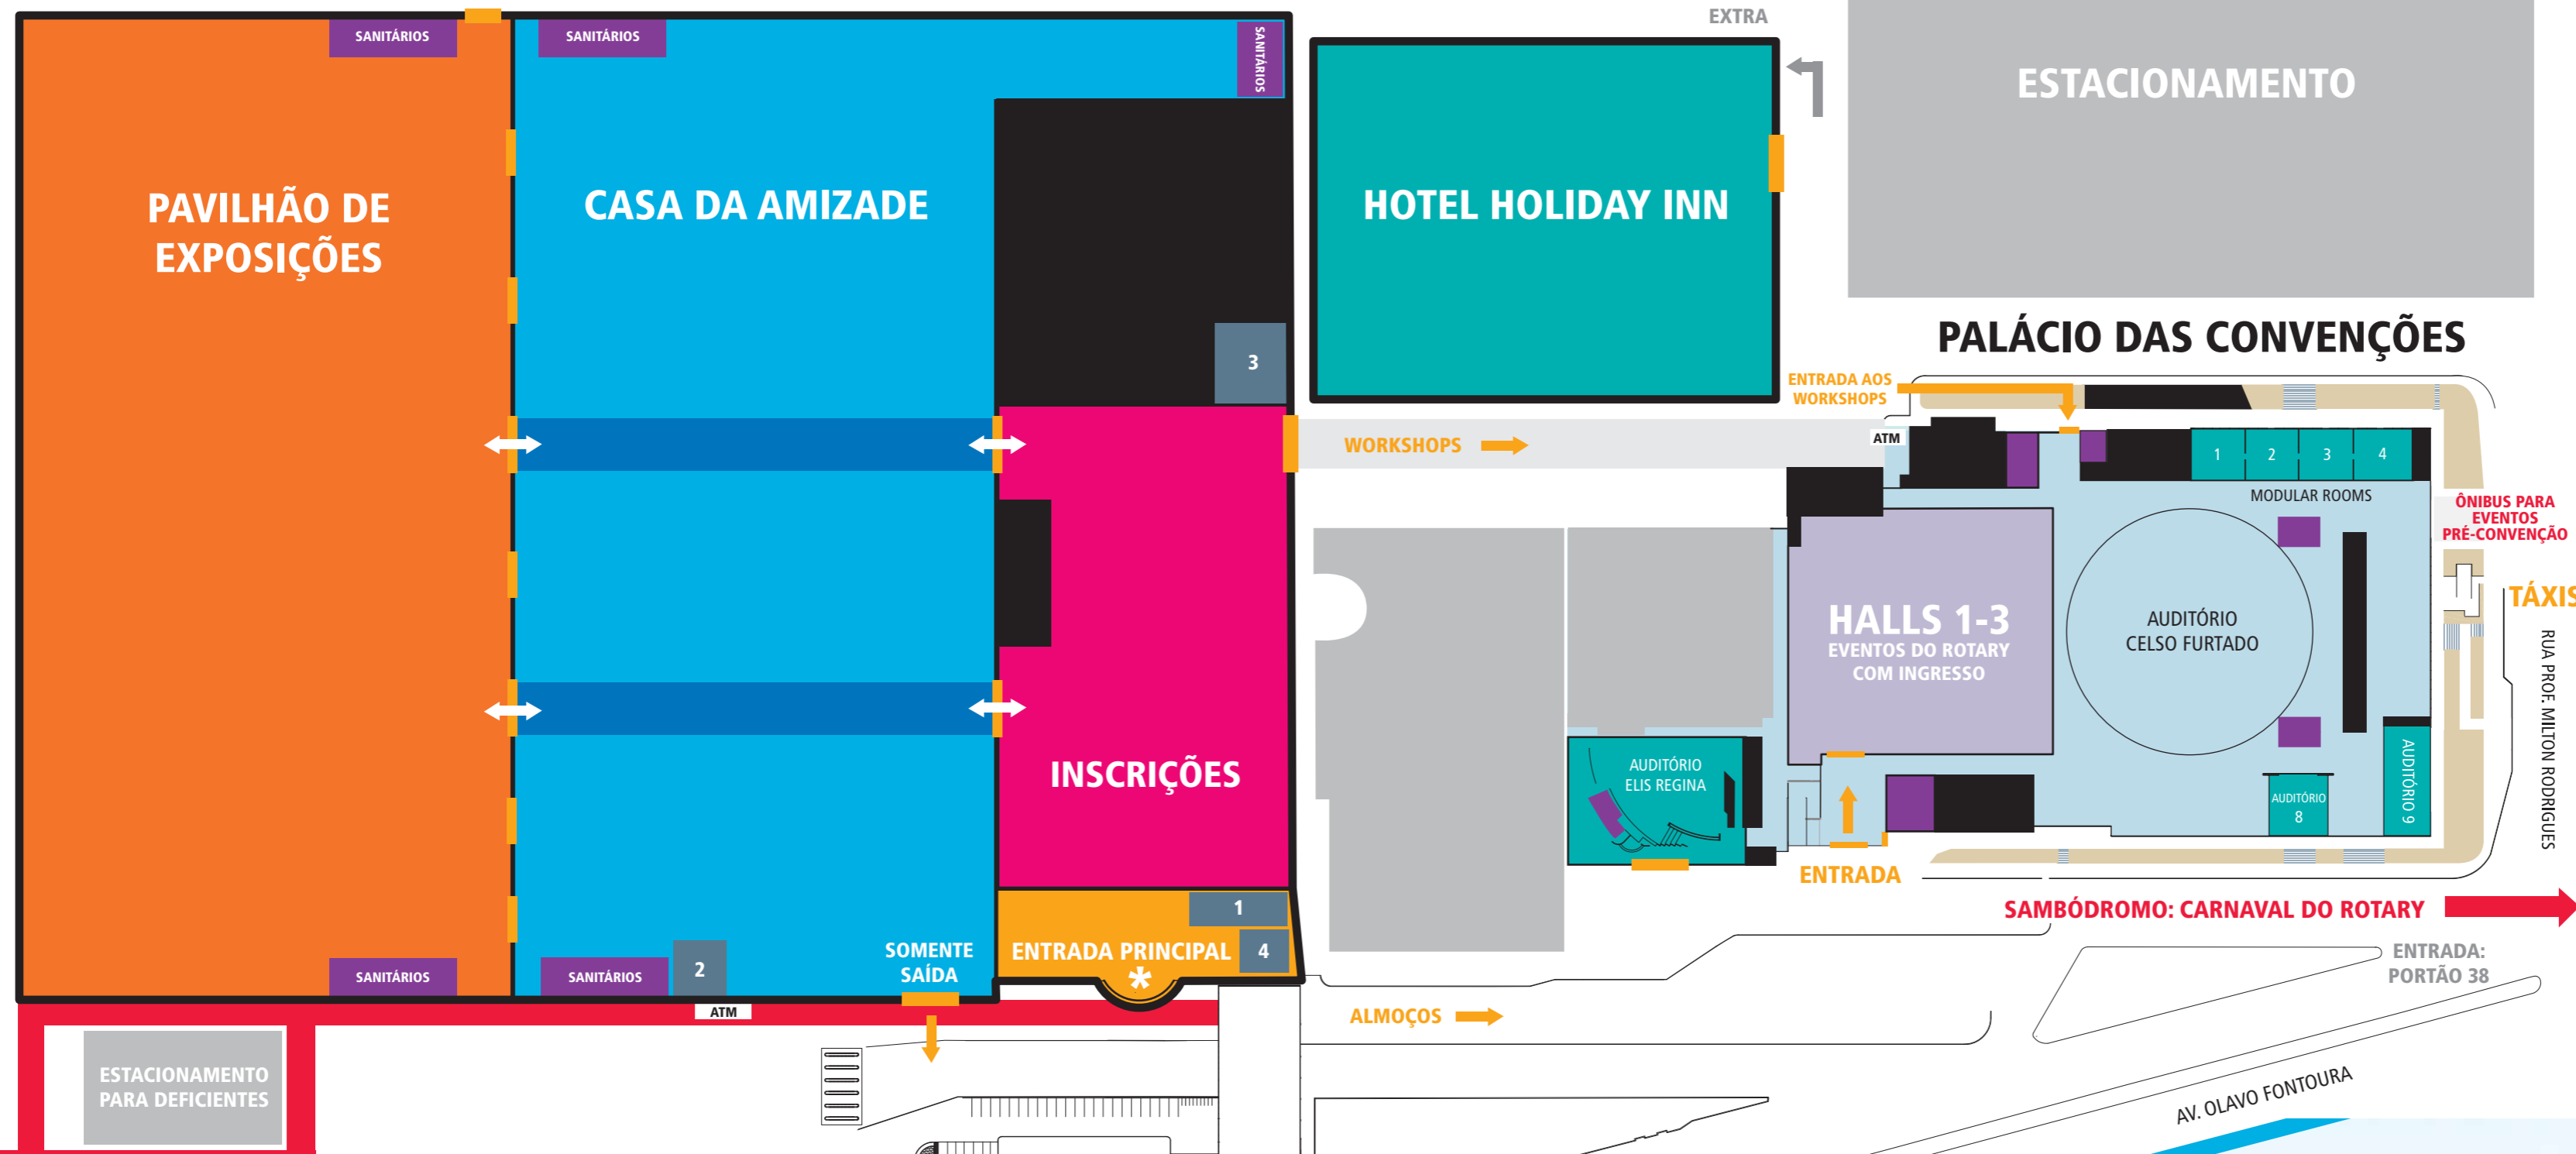 SANITÁRIOS
SANITÁRIOS
SANITÁRIOS
EXTRA
ESTACIONAMENTO
PAVILHÃO DE
EXPOSIÇÕES
CASA DA AMIZADE
HOTEL HOLIDAY INN
PALÁCIO DAS CONVENÇÕES
3
ENTRADA AOS
WORKSHOPS
WORKSHOPS
ATM
1
2
3
4
MODULAR ROOMS
ÔNIBUS PARA
EVENTOS
PRÉ-CONVENÇÃO
TÁXIS
HALLS 1-3
EVENTOS DO ROTARY
COM INGRESSO
AUDITÓRIO
CELSO FURTADO
RUA PROF. MILTON RODRIGUES
INSCRIÇÕES
AUDITÓRIO
ELIS REGINA
AUDITÓRIO
8
AUDITÓRIO 9
ENTRADA
1
SAMBÓDROMO: CARNAVAL DO ROTARY
ENTRADA PRINCIPAL
*
4
SOMENTE
SAÍDA
ENTRADA:
PORTÃO 38
SANITÁRIOS
SANITÁRIOS
2
ATM
ALMOÇOS
ESTACIONAMENTO
PARA DEFICIENTES
AV. OLAVO FONTOURA